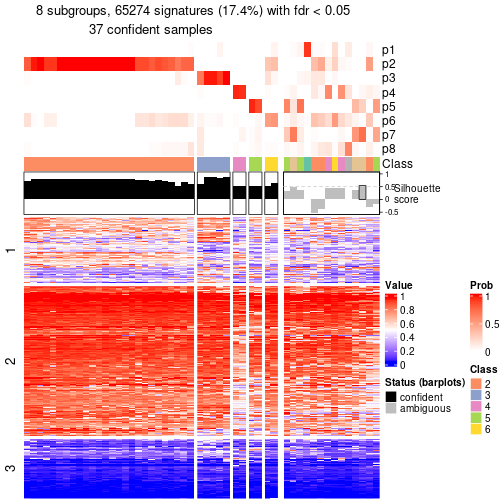 8 subgroups, 65274 signatures (17.4%) with fdr < 0.05
37 confident samples
p1
p2
p3
p4
p5
p6
p7
p8
Class
1
0.5
0
-0.5
Silhouette
score
1
2
3
Value
1
0.8
0.6
0.4
0.2
0
Prob
1
0.5
0
Status (barplots)
confident
ambiguous
Class
2
3
4
5
6